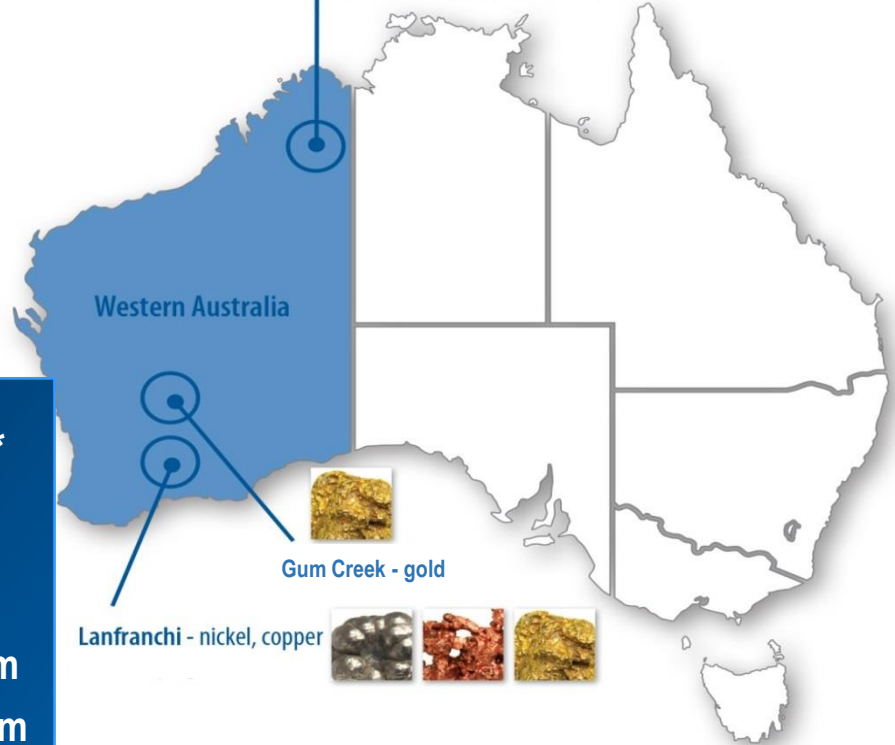 Western Australia
*
Gum Creek - gold
Lanfranchi - nickel, copper
m
m